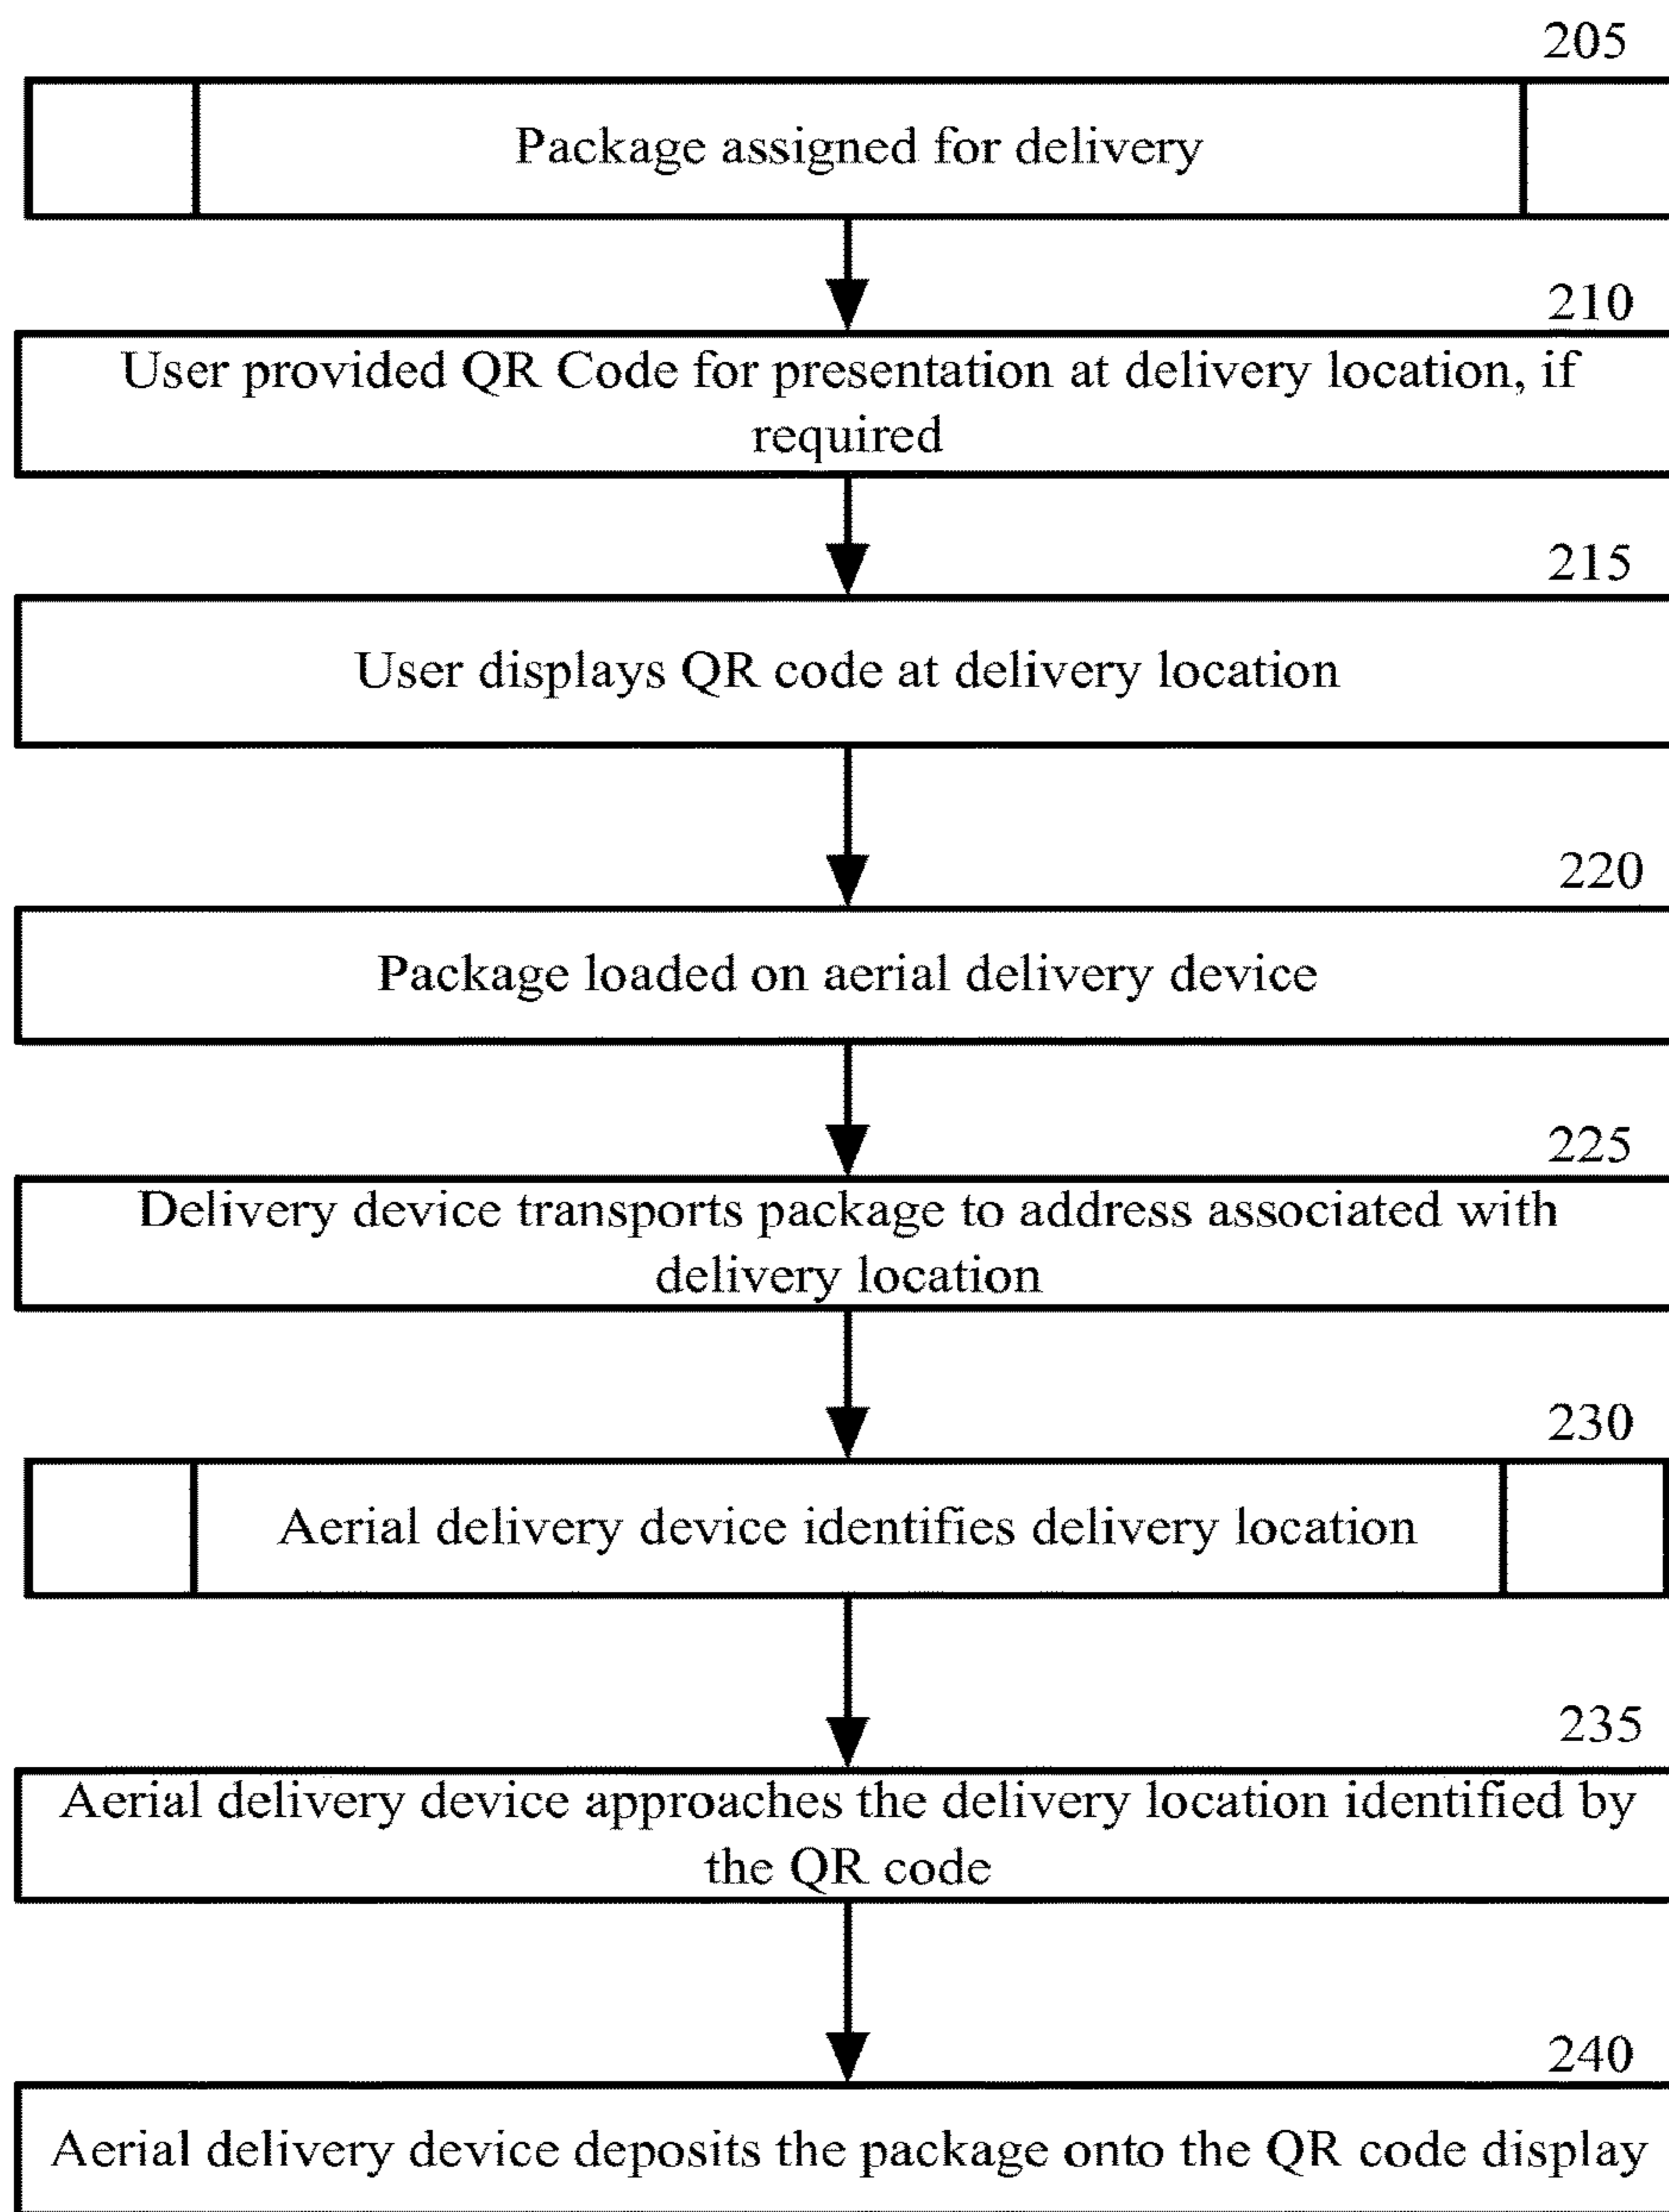 205
Package assigned for delivery
210
User provided QR Code for presentation at delivery location, if
required
215
User displays QR code at delivery location
220
Package loaded on aerial delivery device
225
Delivery device transports package to address associated with
delivery location
230
Aerial delivery device identifies delivery location
235
Aerial delivery device approaches the delivery location identified by
the QR code
240
Aerial delivery device deposits the package onto the QR code display